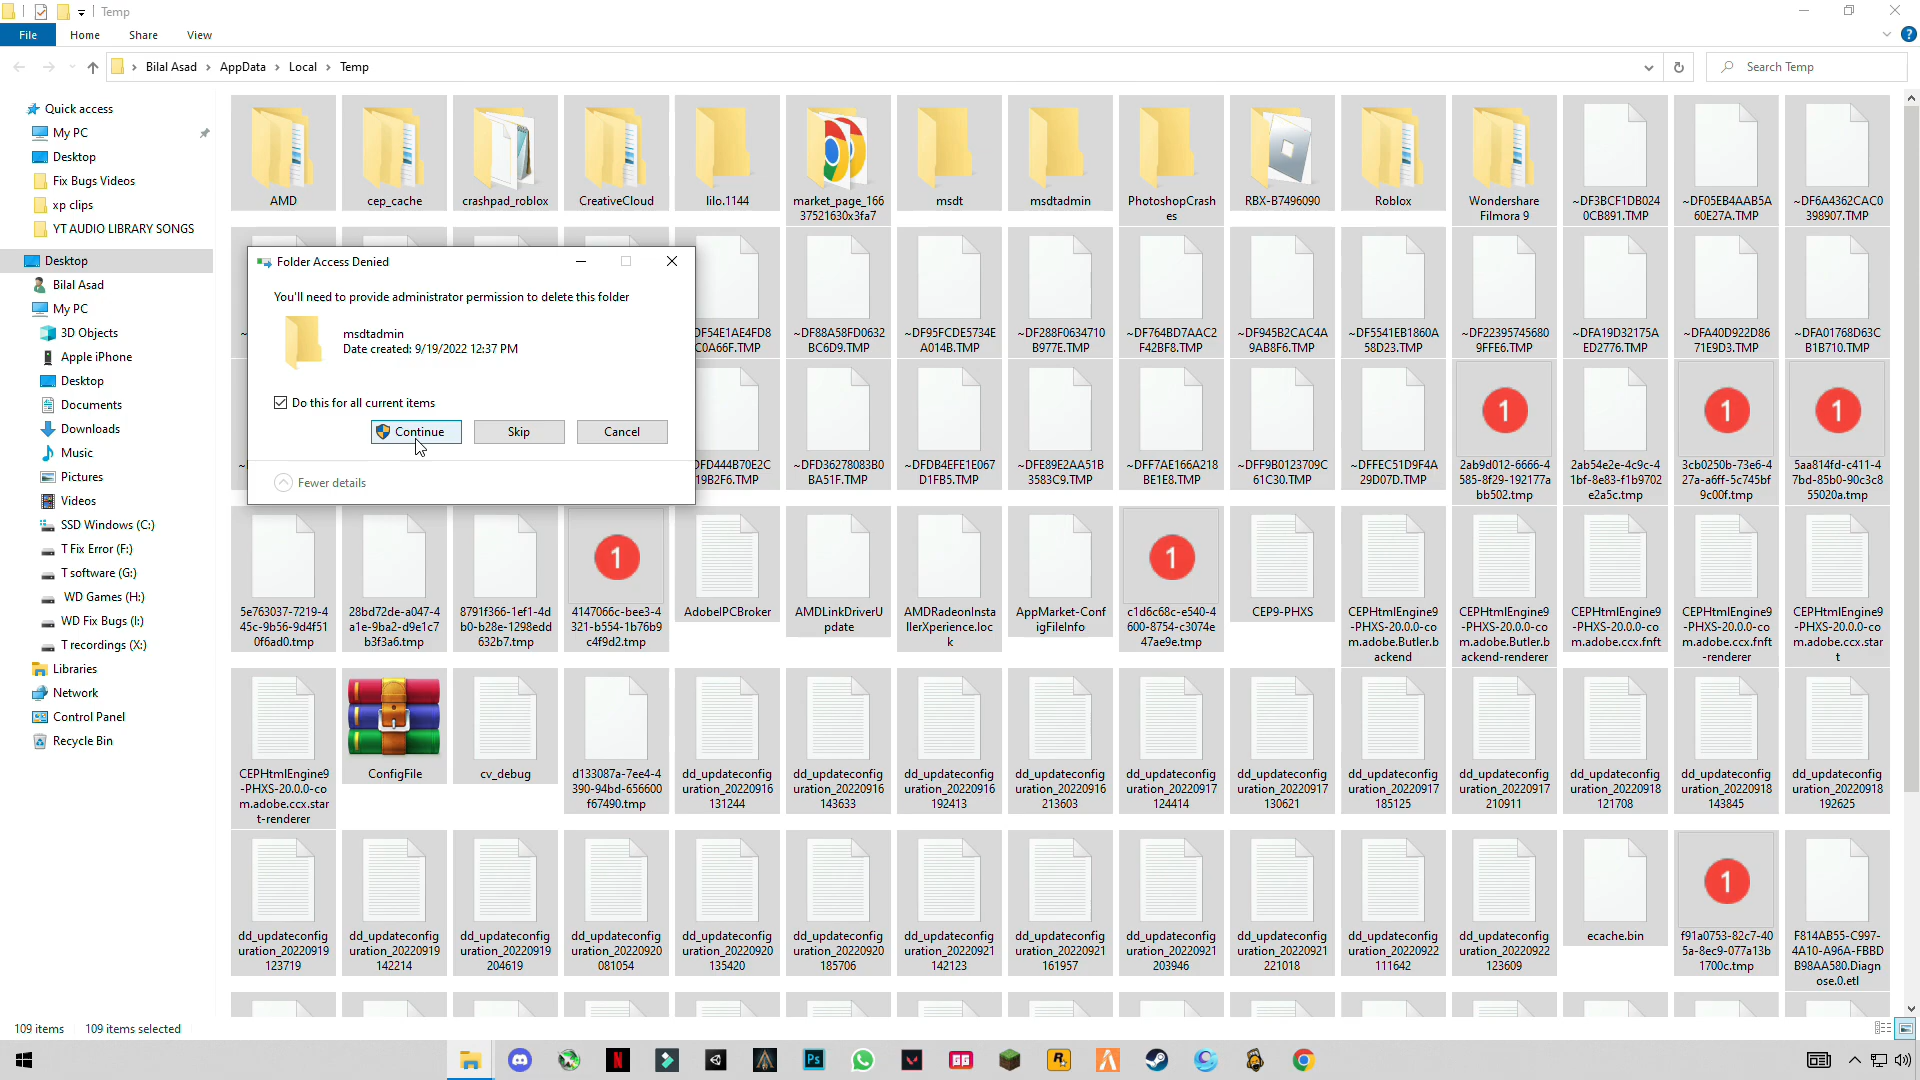 Temp
File
Home
Share
View
Bilal Asad
AppData
Local
Temp
Search Temp
Quick access
My PC
Desktop
Fix Bugs Videos
xp clips
YT AUDIO LIBRARY SONGS
Desktop
Bilal Asad
My PC
3D Objects
Apple iPhone
Desktop
Documents
Downloads
Music
Pictures
Videos
SSD Windows (C:)
T Fix Error (F:)
T software (G:)
WD Games (H:)
WD Fix Bugs (I:)
T recordings (X:)
Libraries
Network
Control Panel
Recycle Bin
AMD
cep_cache
crashpad_roblox
CreativeCloud
lilo.1144
market_page_166
37521630x3fa7
msdt
msdtadmin
PhotoshopCrash
es
RBX-B7496090
Roblox
Wondershare
Filmora 9
~DF3BCF1DB024
0CB891.TMP
~DF05EB4AAB5A
60E27A.TMP
~DF6A4362CAC0
398907.TMP
Folder Access Denied
You'll need to provide administrator permission to delete this folder
msdtadmin
Date created: 9/19/2022 12:37 PM
Do this for all current items
Continue
Skip
Cancel
Fewer details
DF54E1AE4FD8
C0A66F.TMP
~DF88A58FD0632
BC6D9.TMP
~DF95FCDE5734E
A014B.TMP
~DF288F0634710
B977E.TMP
~DF764BD7AAC2
F42BF8.TMP
~DF945B2CAC4A
9AB8F6.TMP
~DF5541EB1860A
58D23.TMP
~DF22395745680
9FFE6.TMP
~DFA19D32175A
ED2776.TMP
~DFA40D922D86
71E9D3.TMP
~DFA01768D63C
B1B710.TMP
DFD444B70E2C
19B2F6.TMP
~DFD36278083B0
BA51F.TMP
~DFDB4EFE1E067
D1FB5.TMP
~DFE89E2AA51B
3583C9.TMP
~DFF7AE166A218
BE1E8.TMP
~DFF9B0123709C
61C30.TMP
~DFFEC51D9F4A
29D07D.TMP
1
2ab9d012-6666-4
585-8f29-192177a
bb502.tmp
2ab54e2e-4c9c-4
1bf-8e83-f1b9702
e2a5c.tmp
1
3cb0250b-73e6-4
27a-a6ff-5c745bf
9c00f.tmp
1
5aa814fd-c411-4
7bd-85b0-90c3c8
55020a.tmp
5e763037-7219-4
45c-9b56-9d4f51
0f6ad0.tmp
28bd72de-a047-4
a1e-9ba2-d9e1c7
b3f3a6.tmp
8791f366-1ef1-4d
b0-b28e-1298edd
632b7.tmp
1
4147066c-bee3-4
321-b554-1b76b9
c4f9d2.tmp
AdobeIPCBroker
AMDLinkDriverU
pdate
AMDRadeonInsta
llerXperience.loc
k
AppMarket-Conf
igFileInfo
1
c1d6c68c-e540-4
600-8754-c3074e
47ae9e.tmp
CEP9-PHXS
CEPHtmlEngine9
-PHXS-20.0.0-co
m.adobe.Butler.b
ackend
CEPHtmlEngine9
-PHXS-20.0.0-co
m.adobe.Butler.b
ackend-renderer
CEPHtmlEngine9
-PHXS-20.0.0-co
m.adobe.ccx.fnft
CEPHtmlEngine9
-PHXS-20.0.0-co
m.adobe.ccx.fnft
-renderer
CEPHtmlEngine9
-PHXS-20.0.0-co
m.adobe.ccx.star
t
CEPHtmlEngine9
-PHXS-20.0.0-co
m.adobe.ccx.star
t-renderer
ConfigFile
cv_debug
d133087a-7ee4-4
390-94bd-656600
f67490.tmp
dd_updateconfig
uration_20220916
131244
dd_updateconfig
uration_20220916
143633
dd_updateconfig
uration_20220916
192413
dd_updateconfig
uration_20220916
213603
dd_updateconfig
uration_20220917
124414
dd_updateconfig
uration_20220917
130621
dd_updateconfig
uration_20220917
185125
dd_updateconfig
uration_20220917
210911
dd_updateconfig
uration_20220918
121708
dd_updateconfig
uration_20220918
143845
dd_updateconfig
uration_20220918
192625
dd_updateconfig
uration_20220919
123719
dd_updateconfig
uration_20220919
142214
dd_updateconfig
uration_20220919
204619
dd_updateconfig
uration_20220920
081054
dd_updateconfig
uration_20220920
135420
dd_updateconfig
uration_20220920
185706
dd_updateconfig
uration_20220921
142123
dd_updateconfig
uration_20220921
161957
dd_updateconfig
uration_20220921
203946
dd_updateconfig
uration_20220921
221018
dd_updateconfig
uration_20220922
111642
dd_updateconfig
uration_20220922
123609
ecache.bin
1
f91a0753-82c7-40
5a-8ec9-077a13b
1700c.tmp
F814AB55-C997-
4A10-A96A-FBBD
B98AA580.Diagn
ose.0.etl
109 items
109 items selected